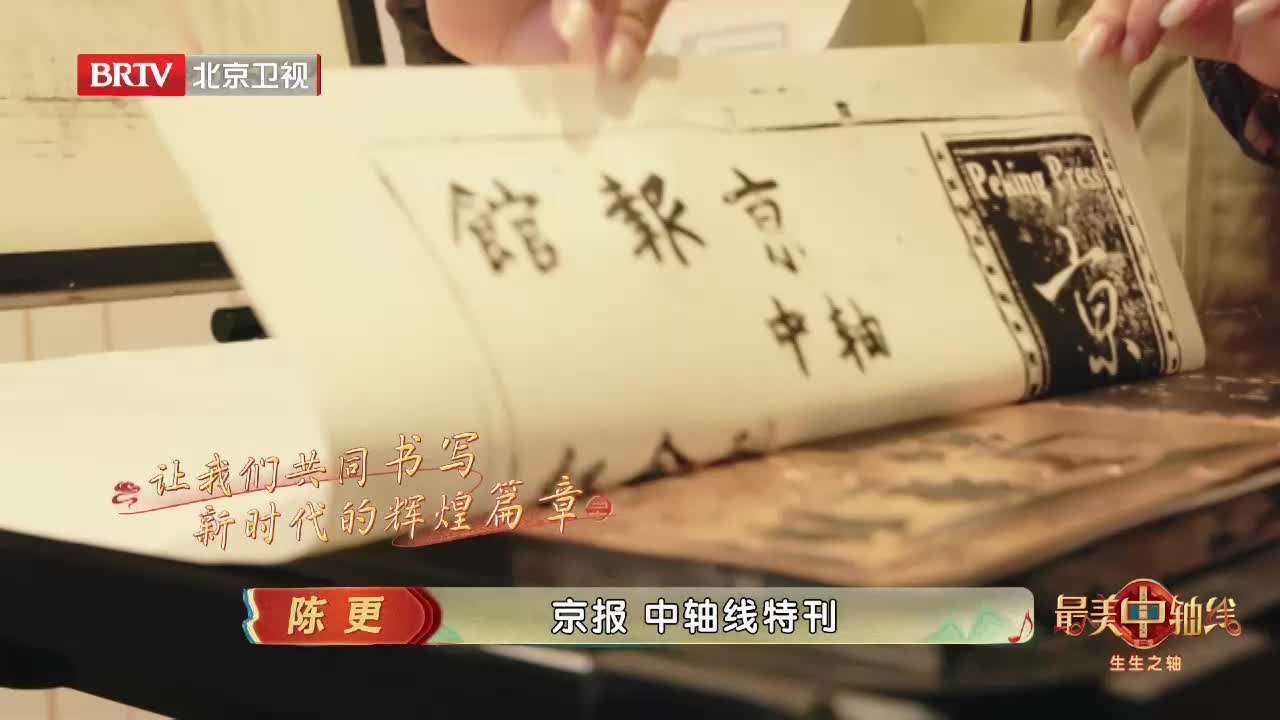 BRTV 北京卫视
Peking Press
京
京報館
中轴
让我们共同书写
新时代的辉煌篇章
陈更
京报 中轴线特刊
最美中轴线
生生之轴